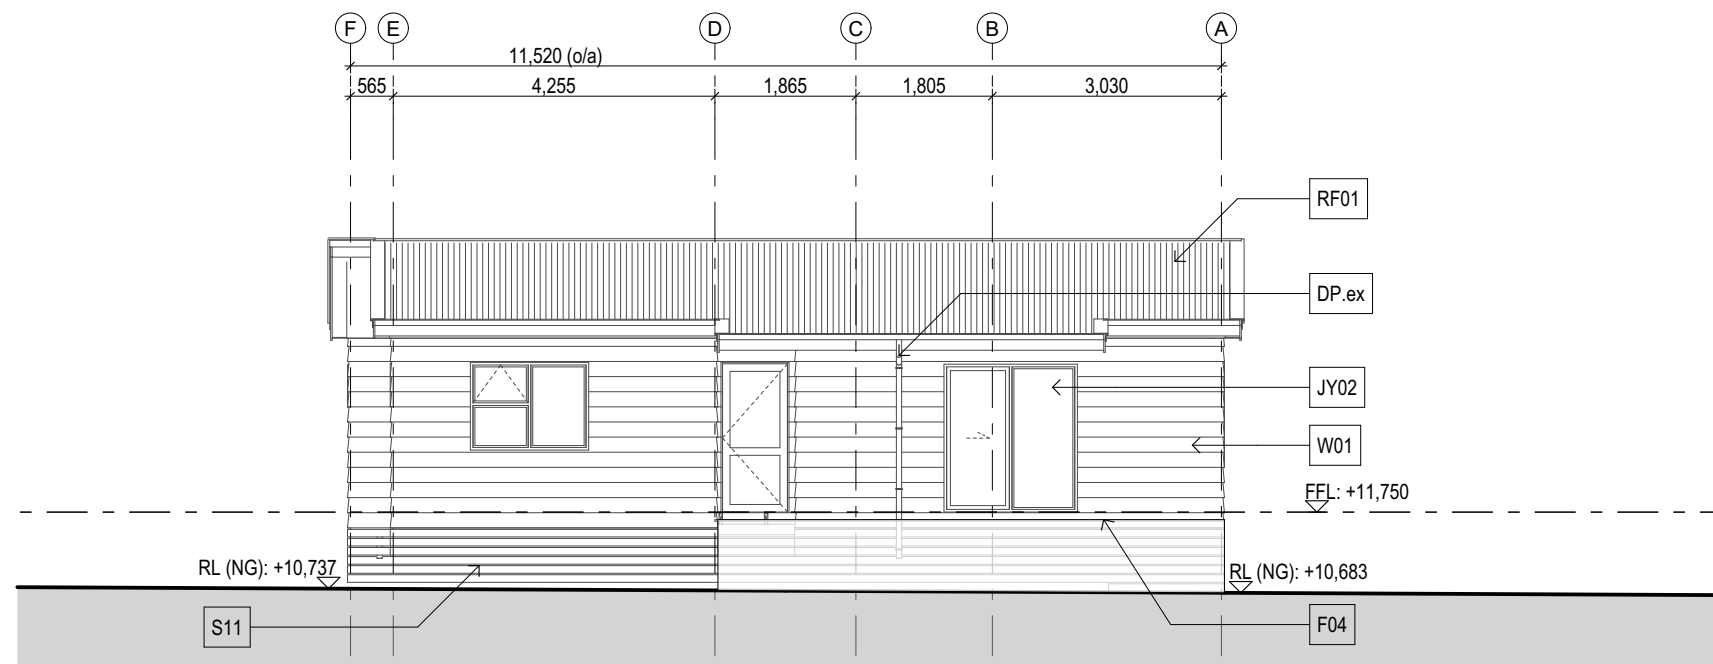 F E D C B A
11,520 (o/a)
565 4,255 1,865 1,805 3,030
RF01
DP.ex
JY02
W01
FFL: +11,750
RL (NG): +10,737
RL (NG): +10,683
S11
F04